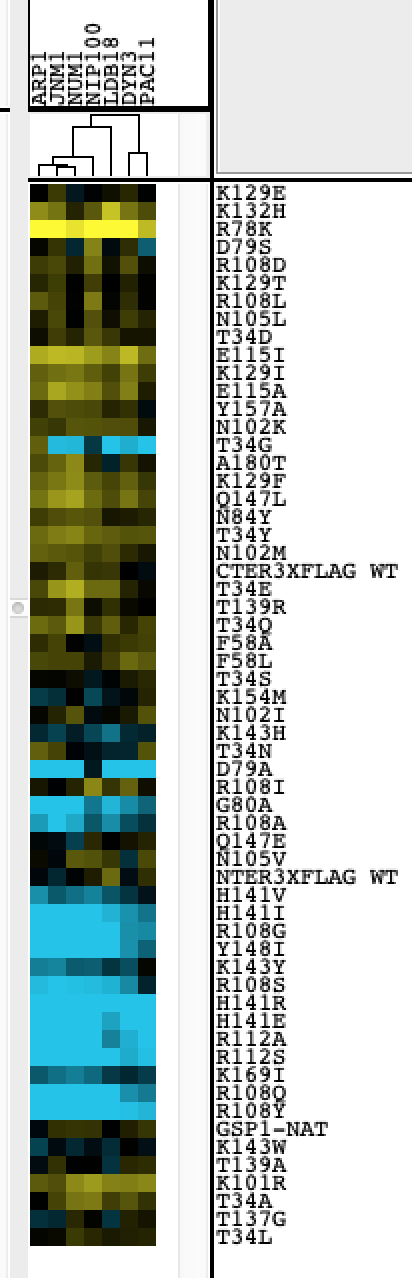 ARP1
JNM1
NUM1
NIP100
LDB18
DYN3
PAC11
K129E
K132H
R78K
D79S
R108D
K129T
R108L
N105L
T34D
E115I
K129I
E115A
Y157A
N102K
T34G
A180T
K129F
Q147L
N84Y
T34Y
N102M
CTER3XFLAG WT
T34E
T139R
T34Q
F58A
F58L
T34S
K154M
N102I
K143H
T34N
D79A
R108I
G80A
R108A
Q147E
N105V
NTER3XFLAG WT
H141V
H141I
R108G
Y148I
K143Y
R108S
H141R
H141E
R112A
R112S
K169I
R108Q
R108Y
GSP1-NAT
K143W
T139A
K101R
T34A
T137G
T34L